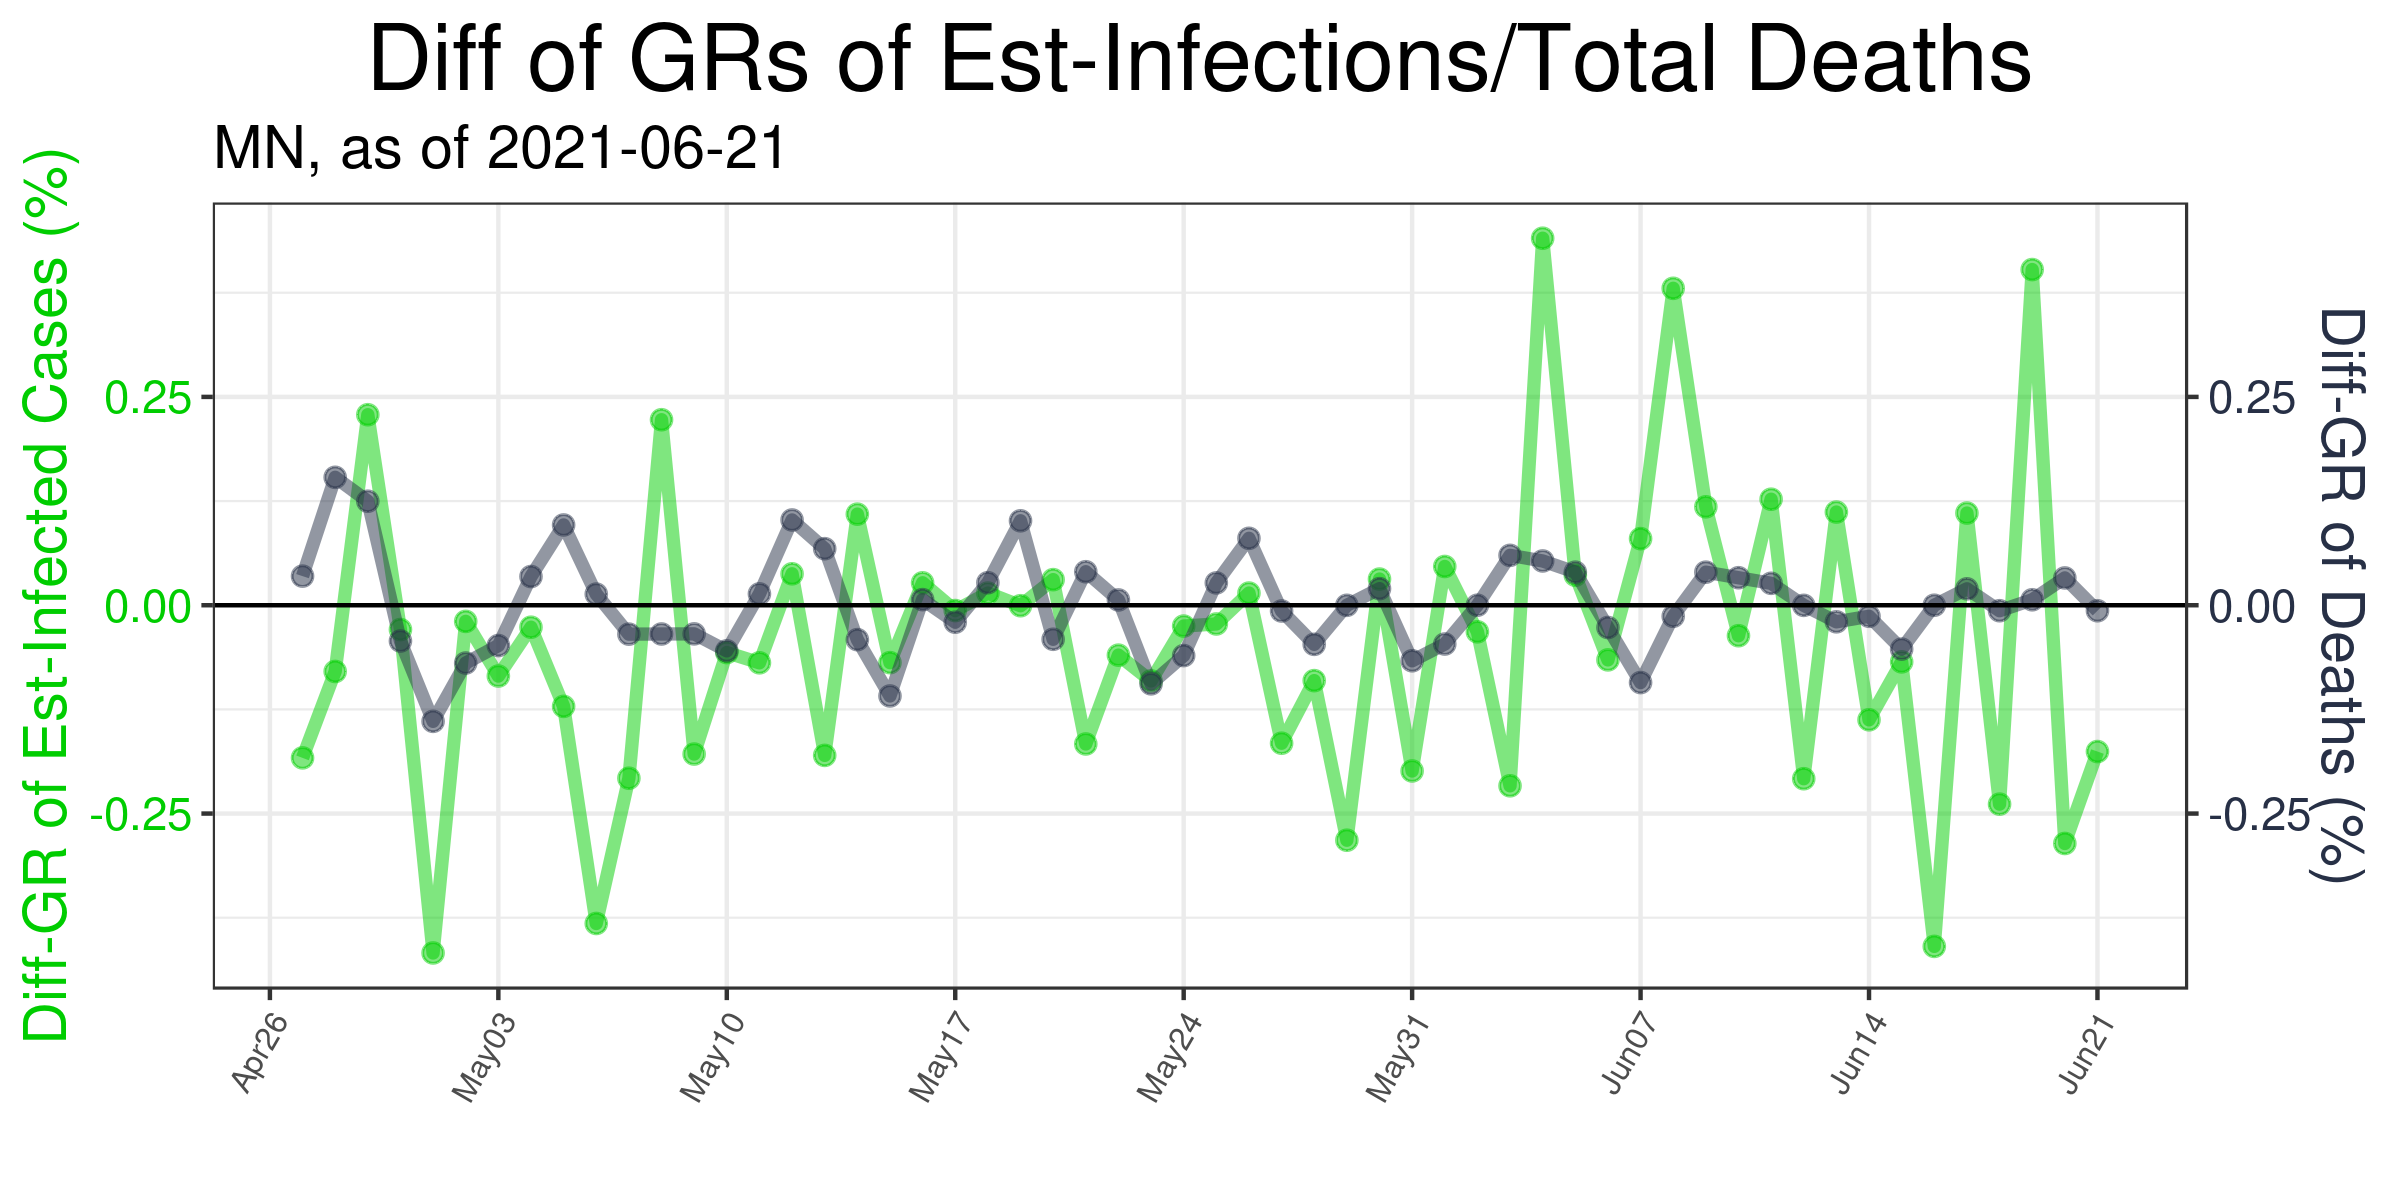 Diff of GRs of Est-Infections/Total Deaths
MN, as of 2021-06-21
Diff-GR of Est-Infected Cases (%)
0.25
0.00
-0.25
0.25
0.00
-0.25
Diff-GR of Deaths (%)
Apr26
May03
May10
May17
May24
May31
Jun07
Jun14
Jun21